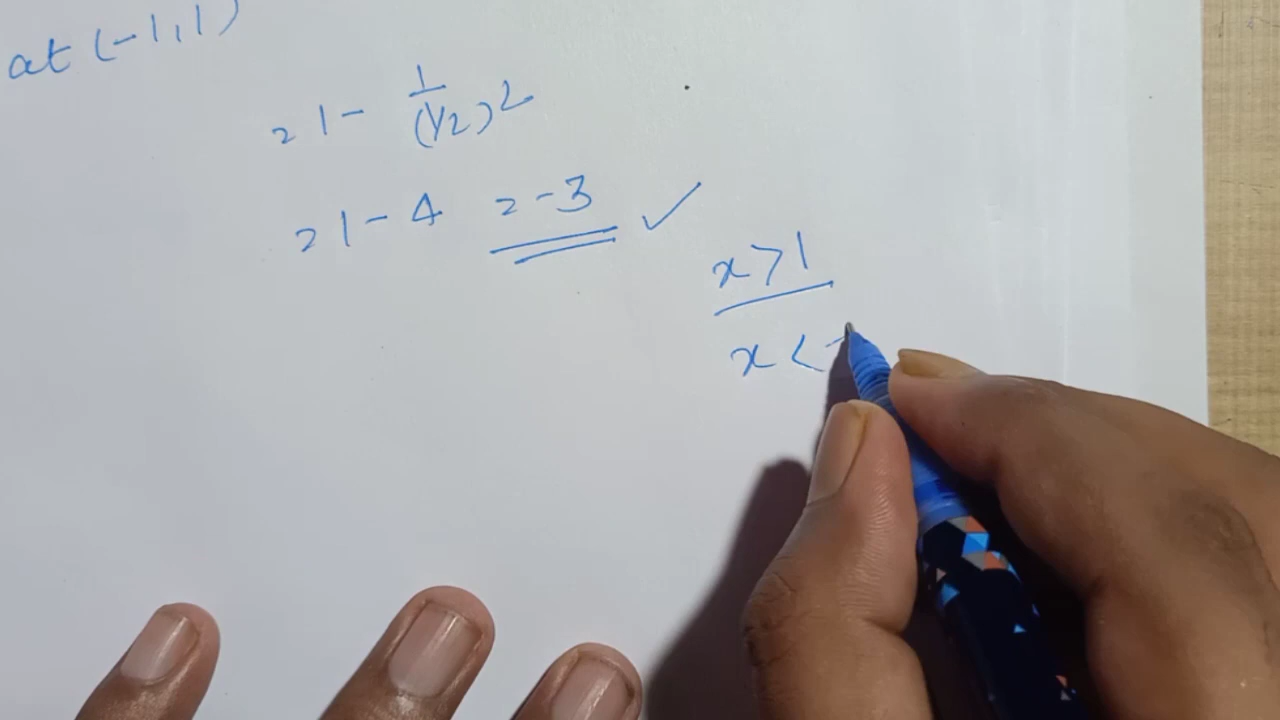 at (-1,1)
= 1 - 1/(1/2)²
= 1 - 4 = -3 ✓
x > 1
x < -